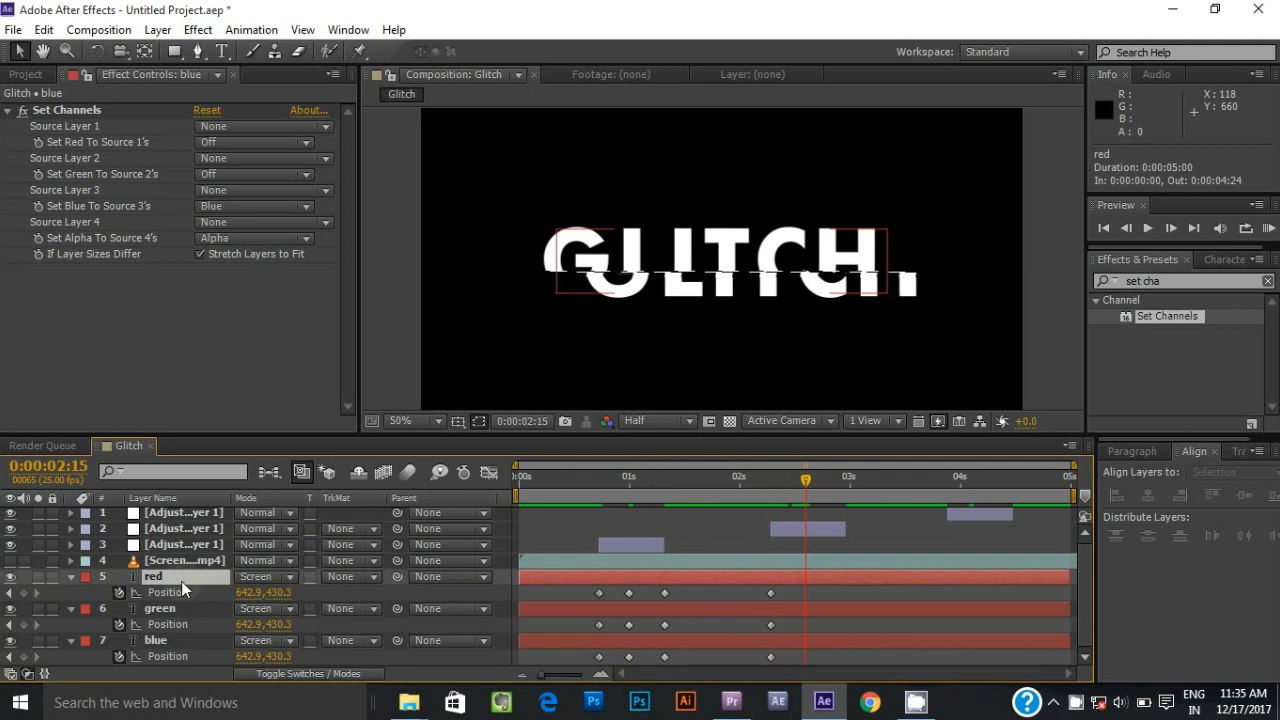 Adobe After Effects - Untitled Project.aep *
File Edit Composition Layer Effect Animation View Window Help
Workspace: Standard Search Help
Project Effect Controls: blue Composition: Glitch Footage: (none) Layer: (none) Info Audio
Glitch • blue Glitch
fx Set Channels Reset About...
Source Layer 1 None
Set Red To Source 1's Off
Source Layer 2 None
Set Green To Source 2's Off
Source Layer 3 None
Set Blue To Source 3's Blue
Source Layer 4 None
Set Alpha To Source 4's Alpha
If Layer Sizes Differ Stretch Layers to Fit
GLITCH
R : X : 118
G : Y : 660
B :
A : 0
red
Duration: 0:00:05:00
In: 0:00:00:00, Out: 0:00:04:24
Preview
Effects & Presets Characte
set cha
Channel
Set Channels
50% 0:00:02:15 Half Active Camera 1 View +0.0
Render Queue Glitch
0:00:02:15
00065 (25.00 fps)
# Layer Name Mode T TrkMat Parent
:00s 01s 02s 03s 04s 05s
1 [Adjust...yer 1] Normal None
2 [Adjust...yer 1] Normal None None
3 [Adjust...yer 1] Normal None None
4 [Screen....mp4] Normal None None
5 T red Screen None None
Position 642.9,430.3
6 T green Screen None None
Position 642.9,430.3
7 T blue Screen None None
Position 642.9,430.3
Toggle Switches / Modes
Paragraph Align Tra
Align Layers to: Selection
Distribute Layers:
Search the web and Windows
Ps Ps Ai Pr Ae Ae
ENG
IN
11:35 AM
12/17/2017